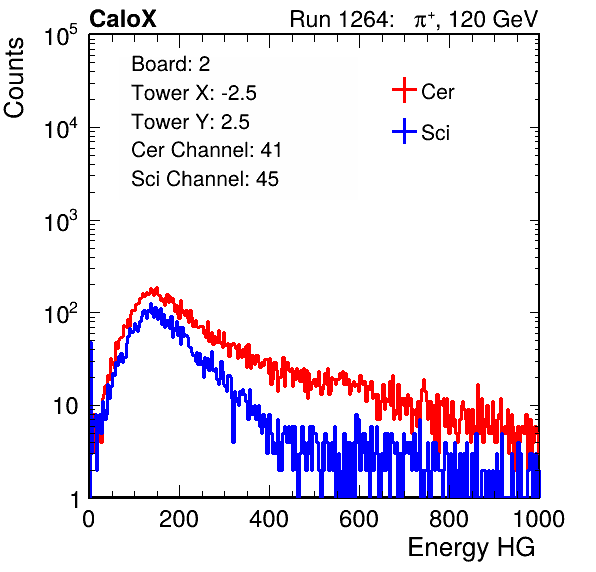 CaloX Run 1264: π⁺, 120 GeV
Counts
10⁵
10⁴
10³
10²
10
1
Board: 2
Tower X: -2.5
Tower Y: 2.5
Cer Channel: 41
Sci Channel: 45
Cer
Sci
0 200 400 600 800 1000
Energy HG